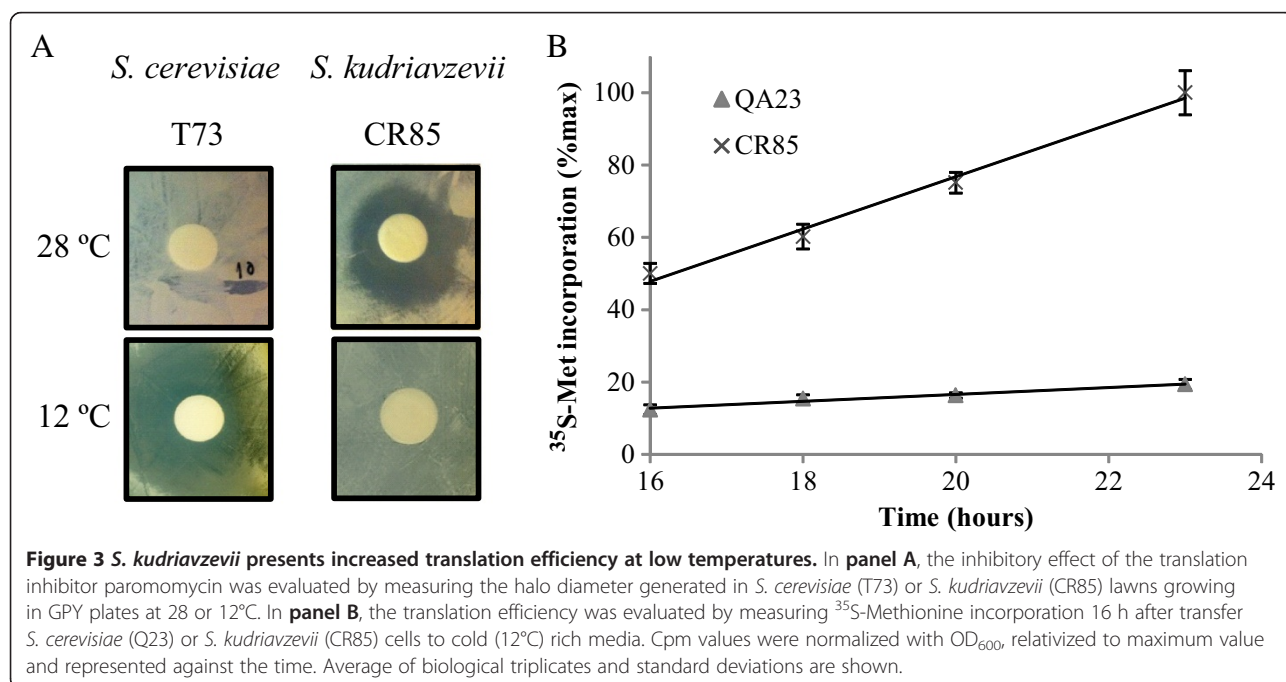 A
S. cerevisiae S. kudriavzevii
T73 CR85
28 ºC
10
12 ºC
B
³⁵S-Met incorporation (%max)
100
80
60
40
20
0
QA23
CR85
16 18 20 22 24
Time (hours)
Figure 3 S. kudriavzevii presents increased translation efficiency at low temperatures. In panel A, the inhibitory effect of the translation
inhibitor paromomycin was evaluated by measuring the halo diameter generated in S. cerevisiae (T73) or S. kudriavzevii (CR85) lawns growing
in GPY plates at 28 or 12°C. In panel B, the translation efficiency was evaluated by measuring ³⁵S-Methionine incorporation 16 h after transfer
S. cerevisiae (Q23) or S. kudriavzevii (CR85) cells to cold (12°C) rich media. Cpm values were normalized with OD₆₀₀, relativized to maximum value
and represented against the time. Average of biological triplicates and standard deviations are shown.